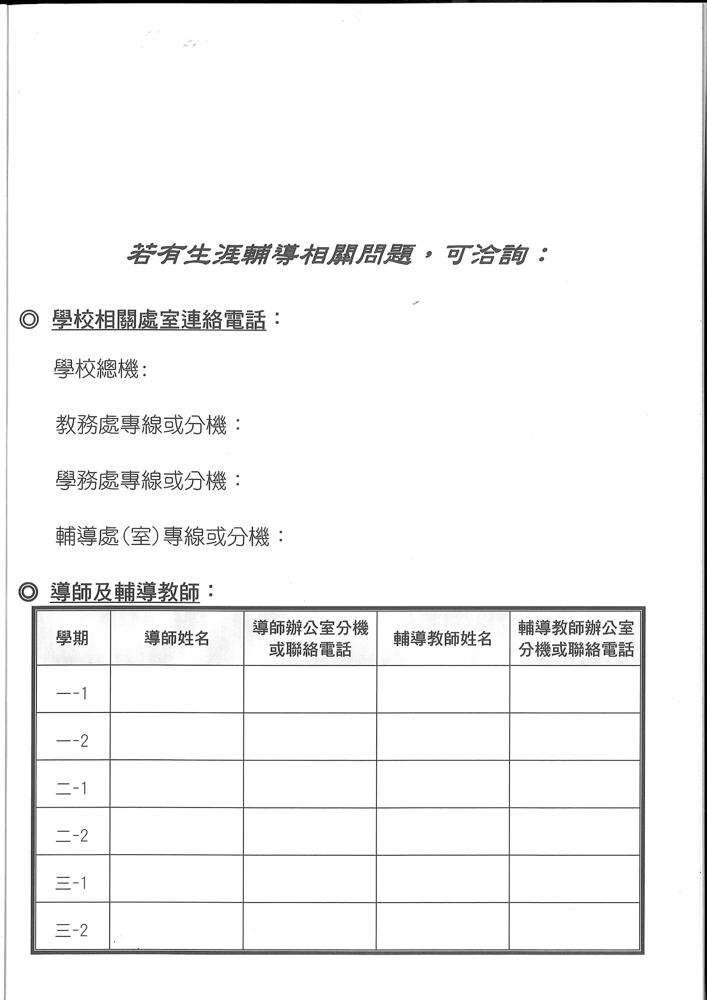 若有生涯輔導相關問題，可洽詢：
◎ 學校相關處室連絡電話：
學校總機:
教務處專線或分機：
學務處專線或分機：
輔導處(室)專線或分機：
◎ 導師及輔導教師：
學期 導師姓名 導師辦公室分機或聯絡電話 輔導教師姓名 輔導教師辦公室分機或聯絡電話
一-1
一-2
二-1
二-2
三-1
三-2